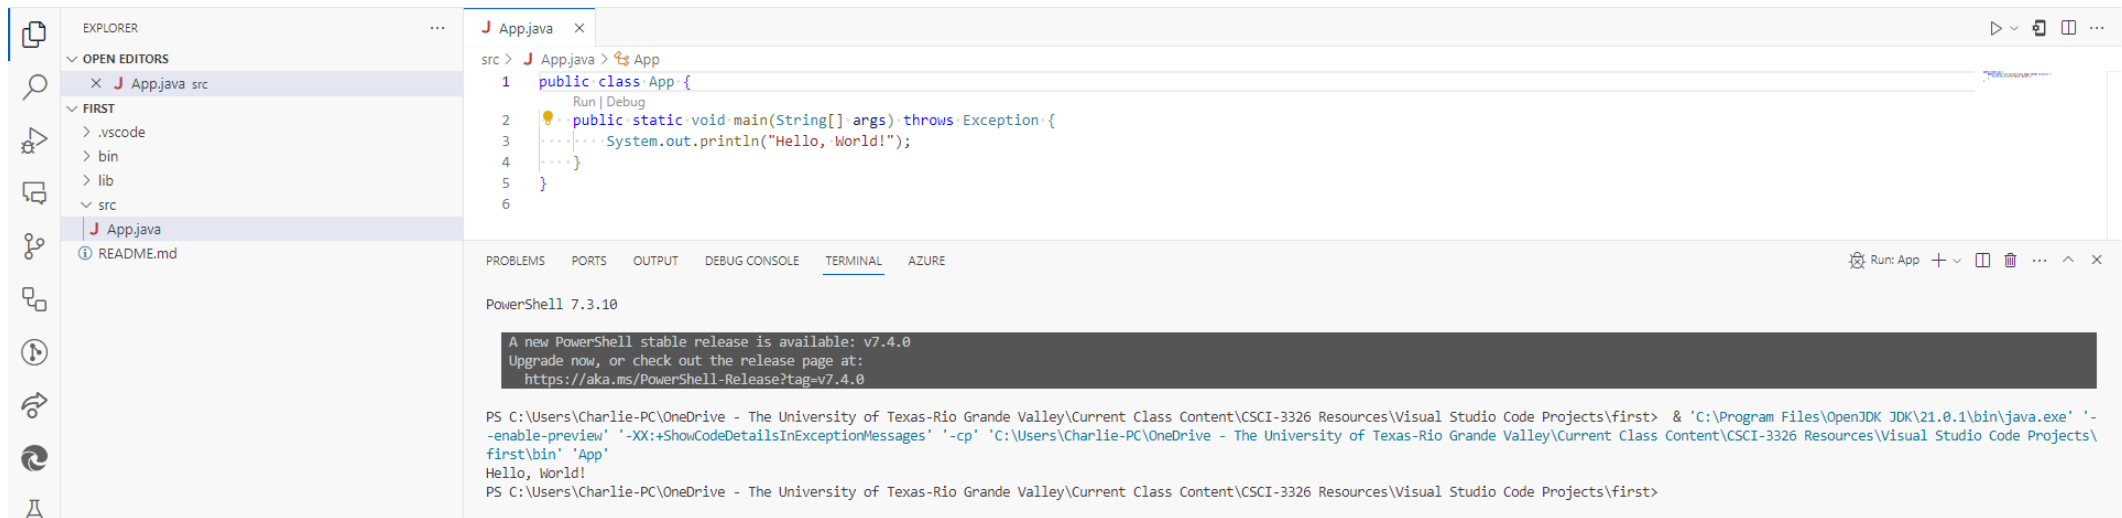 EXPLORER
OPEN EDITORS
App.java src
FIRST
.vscode
bin
lib
src
App.java
README.md
App.java
src > App.java > App
1 public class App {
Run | Debug
2 public static void main(String[] args) throws Exception {
3 System.out.println("Hello, World!");
4 }
5 }
6
PROBLEMS PORTS OUTPUT DEBUG CONSOLE TERMINAL AZURE
Run: App
PowerShell 7.3.10
A new PowerShell stable release is available: v7.4.0
Upgrade now, or check out the release page at:
https://aka.ms/PowerShell-Release?tag=v7.4.0
PS C:\Users\Charlie-PC\OneDrive - The University of Texas-Rio Grande Valley\Current Class Content\CSCI-3326 Resources\Visual Studio Code Projects\first> & 'C:\Program Files\OpenJDK JDK\21.0.1\bin\java.exe' '-
-enable-preview' '-XX:+ShowCodeDetailsInExceptionMessages' '-cp' 'C:\Users\Charlie-PC\OneDrive - The University of Texas-Rio Grande Valley\Current Class Content\CSCI-3326 Resources\Visual Studio Code Projects\
first\bin' 'App'
Hello, World!
PS C:\Users\Charlie-PC\OneDrive - The University of Texas-Rio Grande Valley\Current Class Content\CSCI-3326 Resources\Visual Studio Code Projects\first>